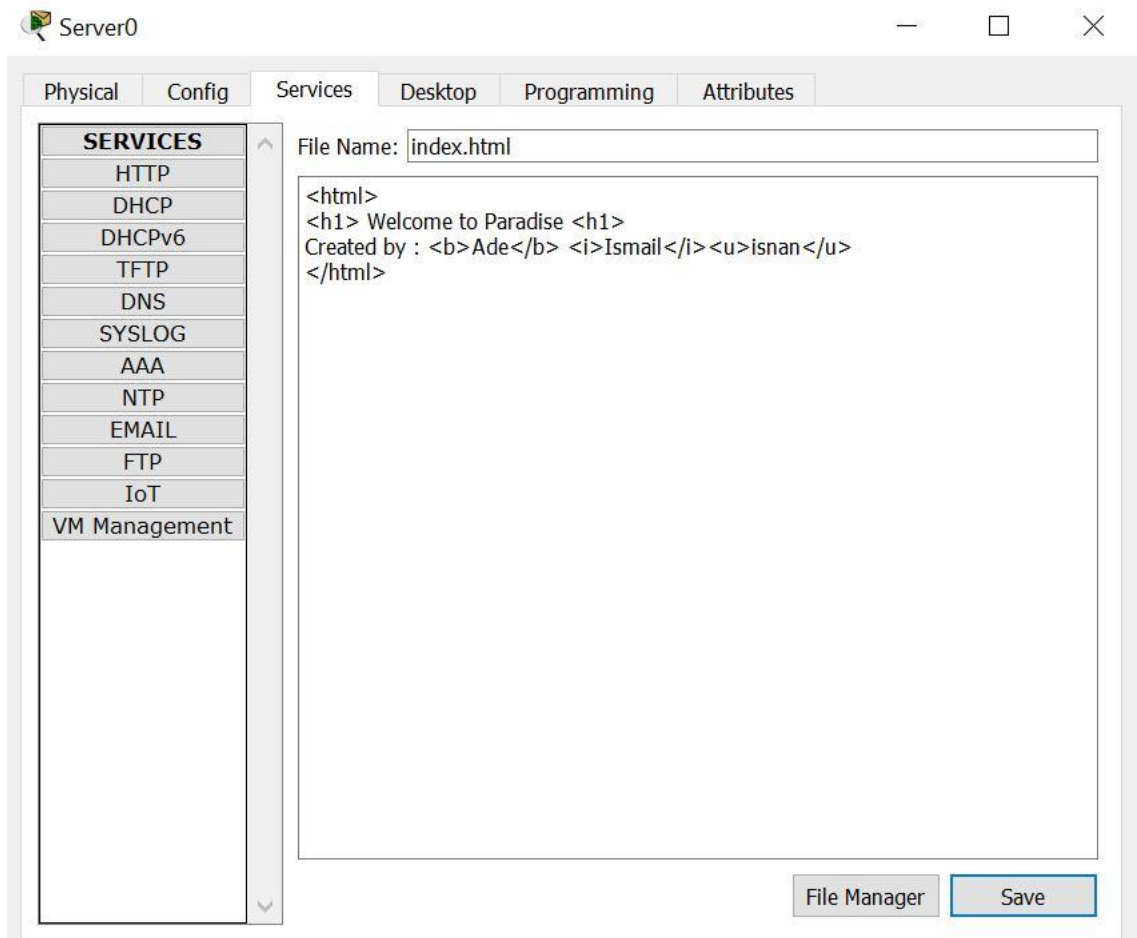 Server0
Physical Config Services Desktop Programming Attributes
SERVICES
HTTP
DHCP
DHCPv6
TFTP
DNS
SYSLOG
AAA
NTP
EMAIL
FTP
IoT
VM Management
File Name: index.html
<html>
<h1> Welcome to Paradise <h1>
Created by : <b>Ade</b> <i>Ismail</i><u>isnan</u>
</html>
File Manager Save